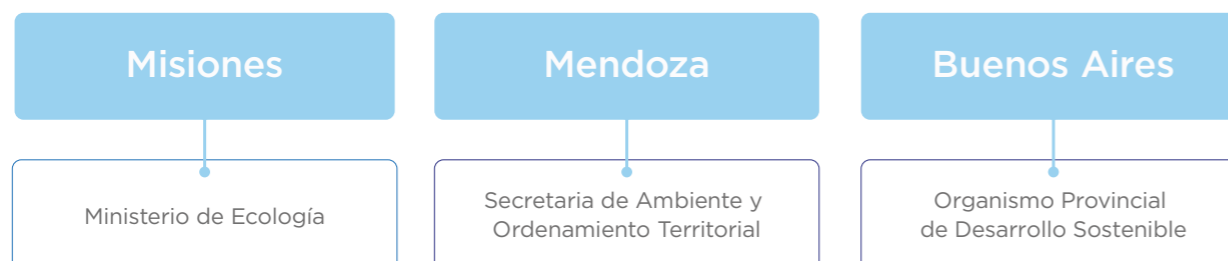 Misiones
Mendoza
Buenos Aires
Ministerio de Ecología
Secretaria de Ambiente y
Ordenamiento Territorial
Organismo Provincial
de Desarrollo Sostenible